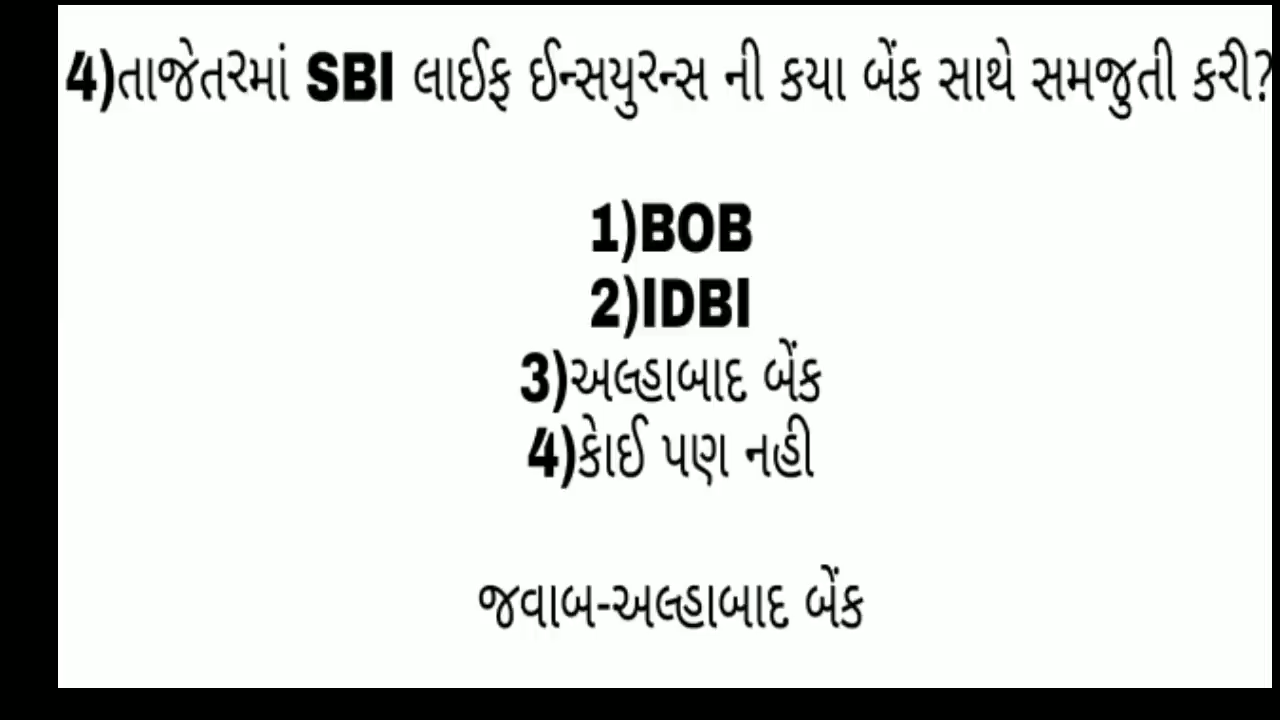 4)તાજેતરમાં SBI લાઈફ ઈન્સયુરન્સ ની કયા બેંક સાથે સમજુતી કરી?
1)BOB
2)IDBI
3)અલ્હાબાદ બેંક
4)કોઈ પણ નહી
જવાબ-અલ્હાબાદ બેંક